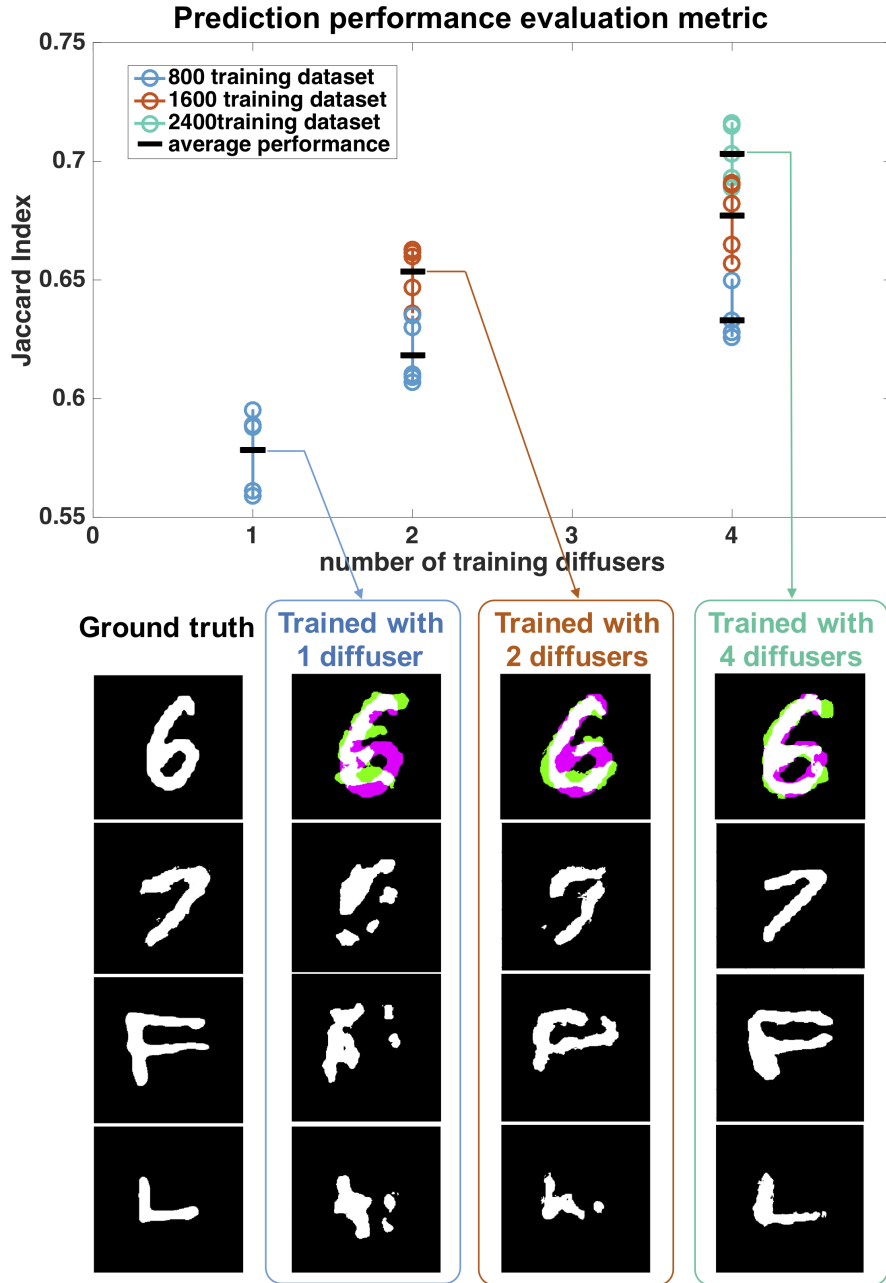 Prediction performance evaluation metric
0.75
0.7
0.65
0.6
0.55
Jaccard Index
800 training dataset
1600 training dataset
2400training dataset
average performance
0 1 2 3 4
number of training diffusers
Ground truth
Trained with
1 diffuser
Trained with
2 diffusers
Trained with
4 diffusers